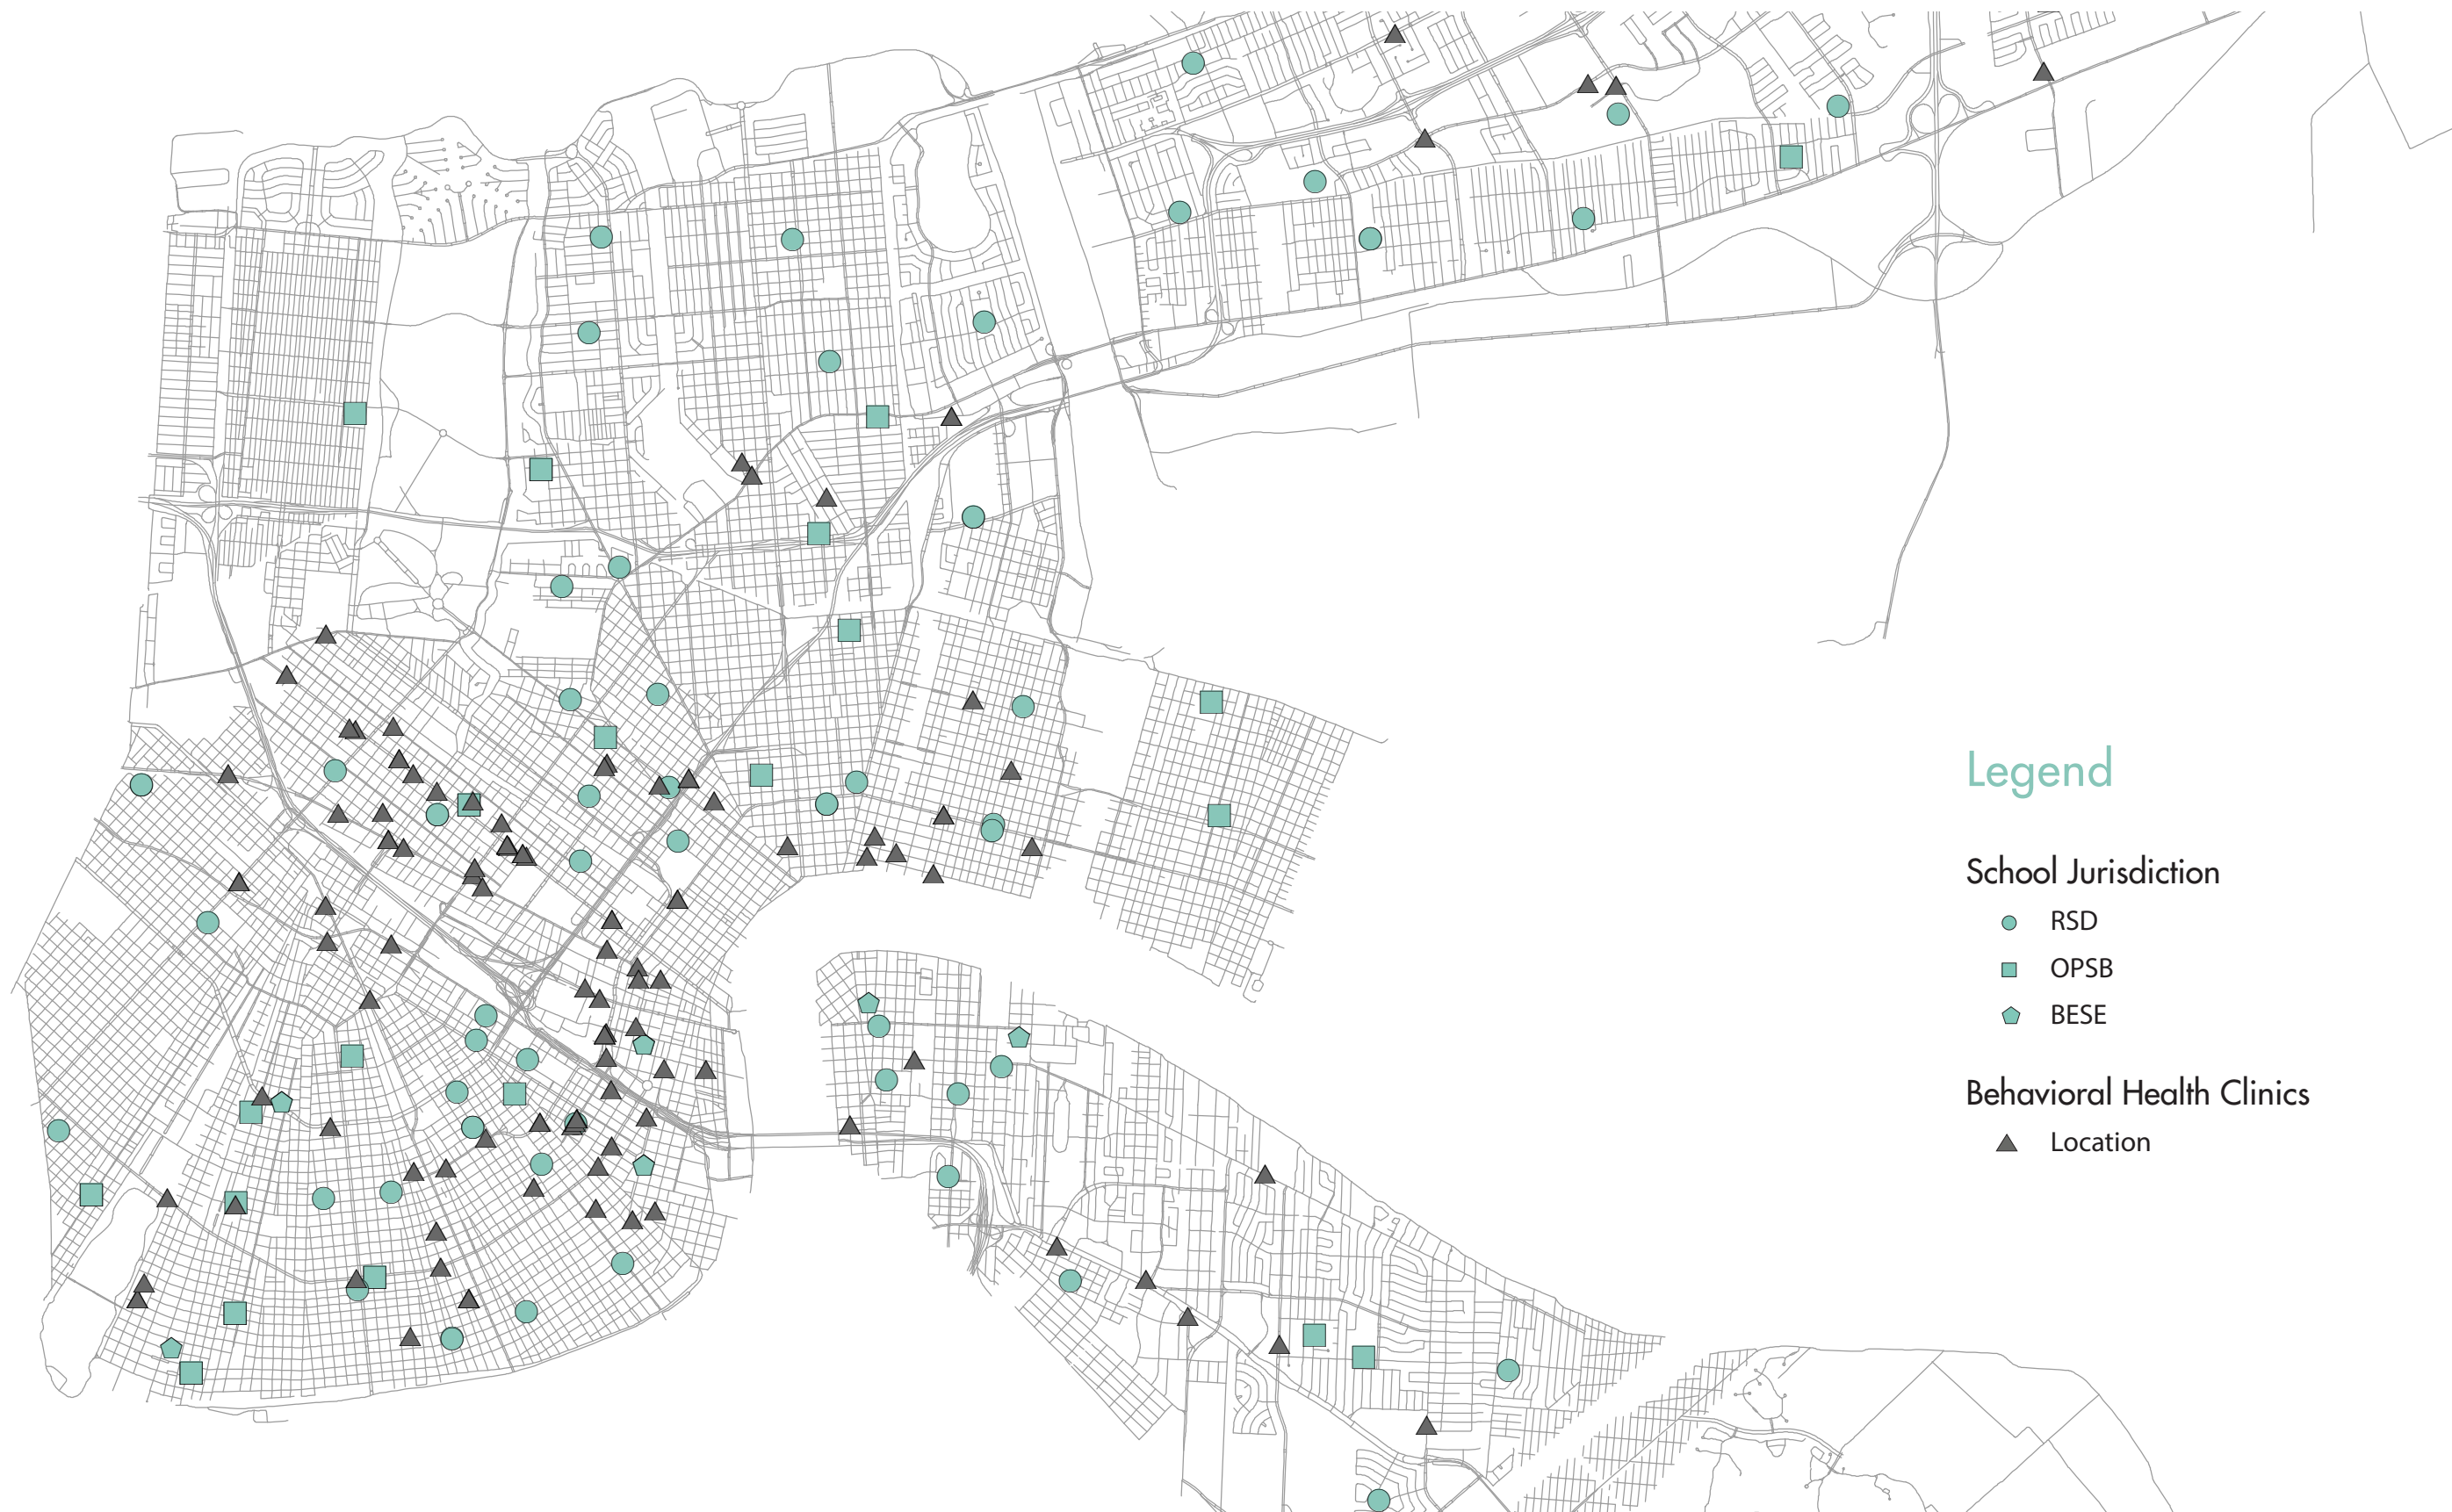 Legend
School Jurisdiction
RSD
OPSB
BESE
Behavioral Health Clinics
Location